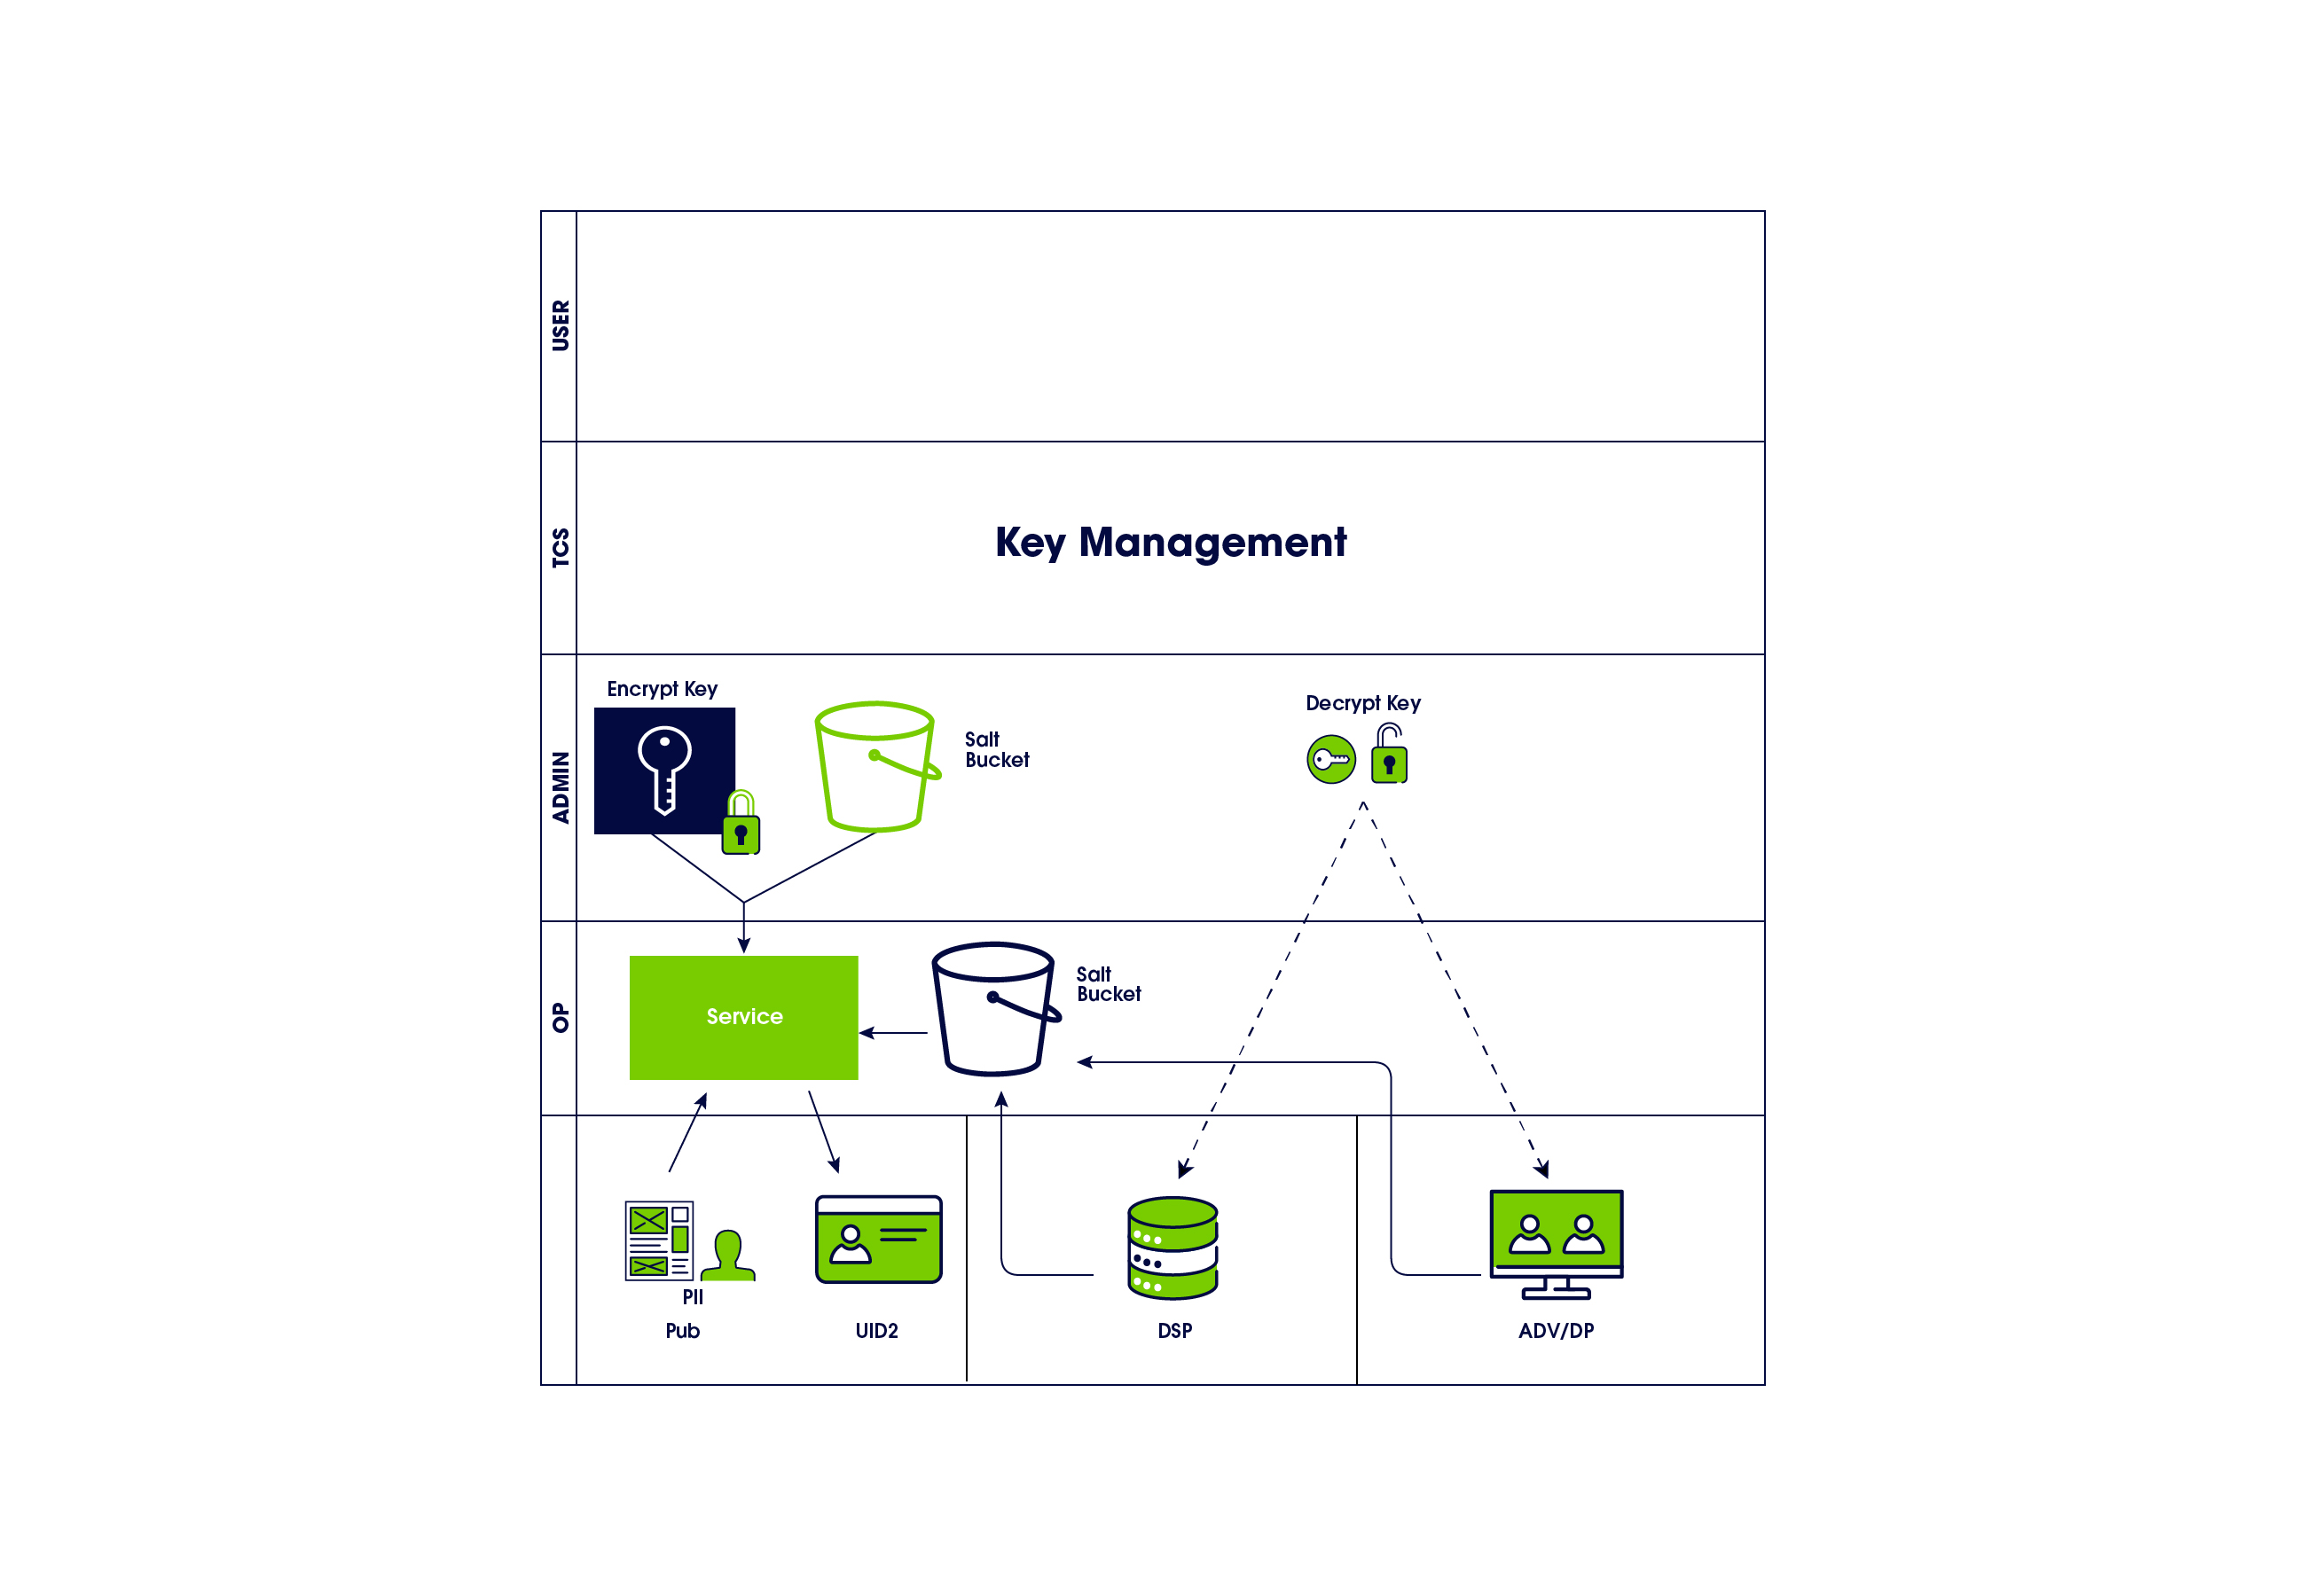 USER
TCS
Key Management
ADMIN
Encrypt Key
Salt
Bucket
Decrypt Key
OP
Service
Salt
Bucket
PII
Pub
UID2
DSP
ADV/DP